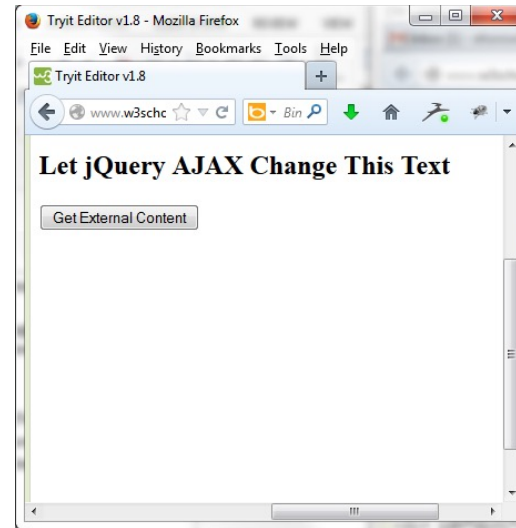 Tryit Editor v1.8 - Mozilla Firefox
File Edit View History Bookmarks Tools Help
Tryit Editor v1.8
www.w3schc Bin
Let jQuery AJAX Change This Text
Get External Content